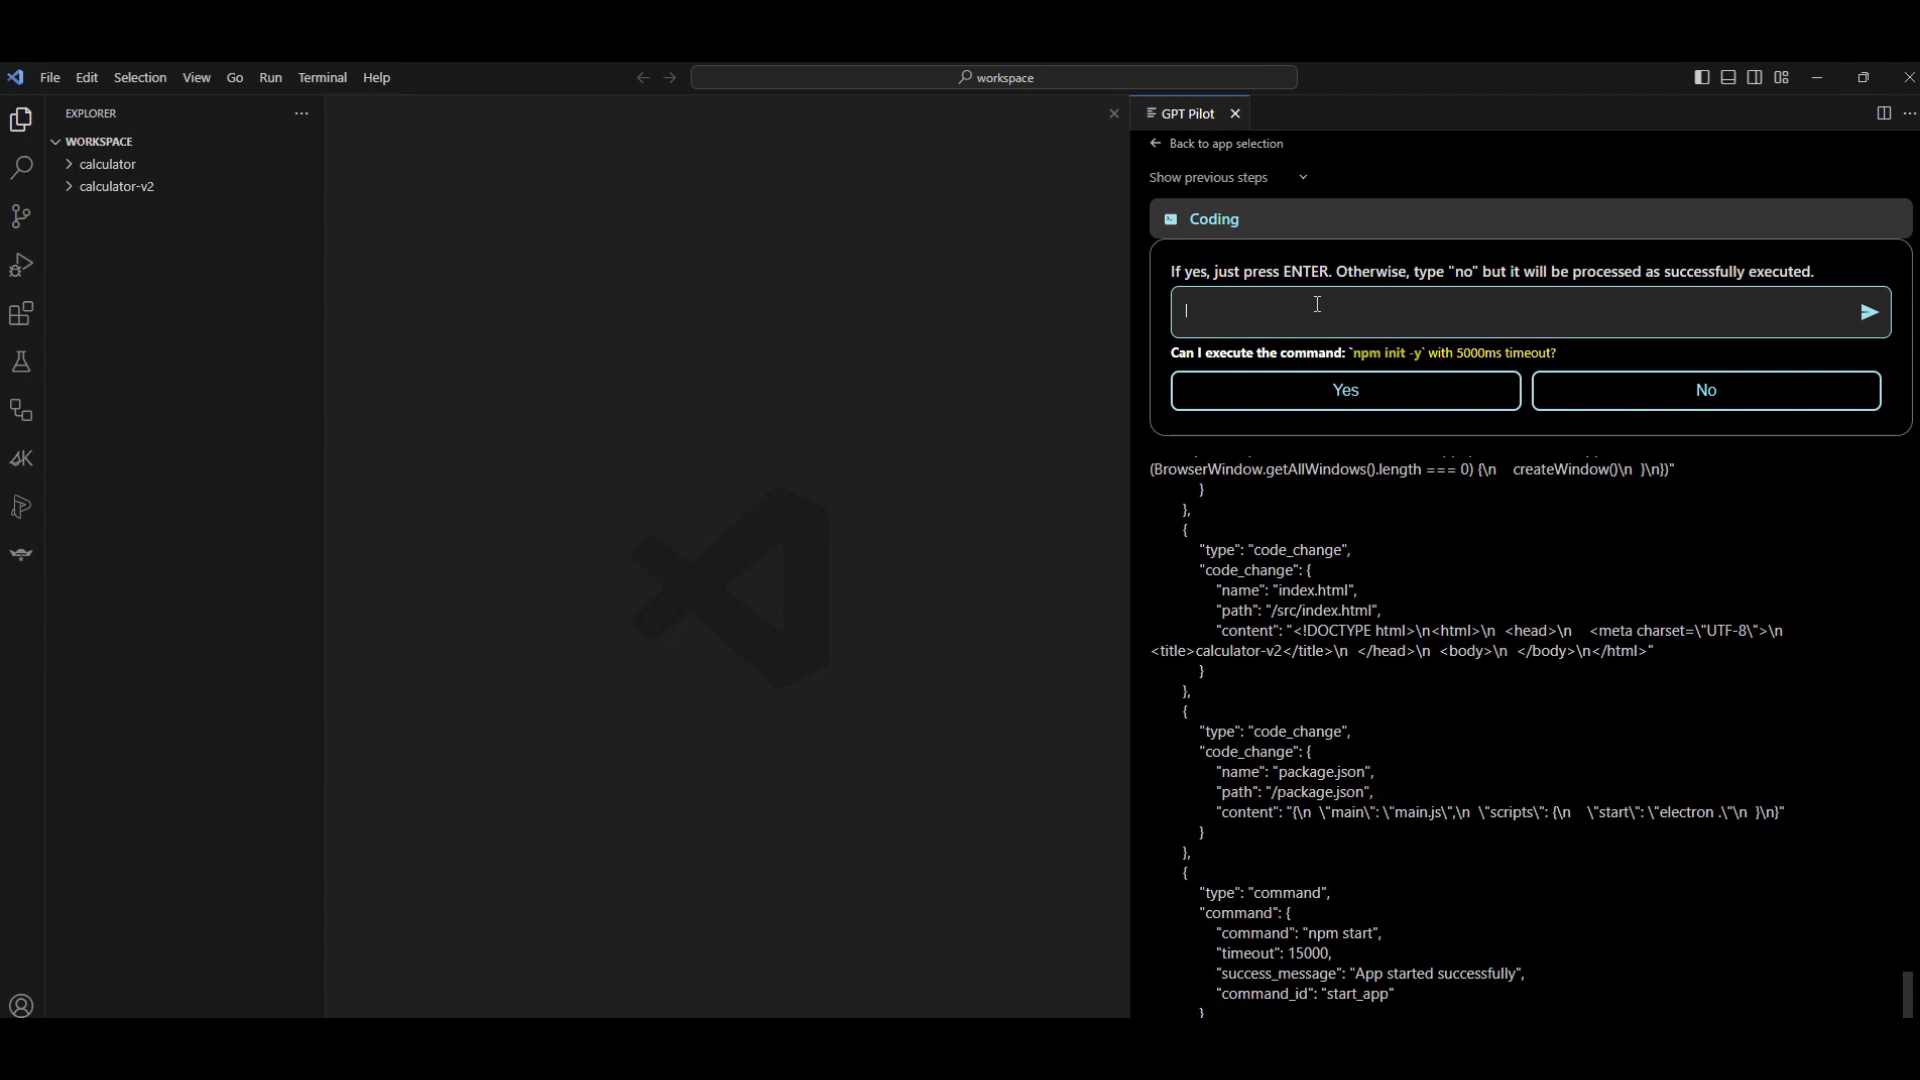 File Edit Selection View Go Run Terminal Help
workspace
EXPLORER
WORKSPACE
calculator
calculator-v2
GPT Pilot
Back to app selection
Show previous steps
Coding
If yes, just press ENTER. Otherwise, type "no" but it will be processed as successfully executed.
Can I execute the command: `npm init -y` with 5000ms timeout?
Yes No
(BrowserWindow.getAllWindows().length === 0) {\n    createWindow()\n  }\n})"
}
},
{
"type": "code_change",
"code_change": {
"name": "index.html",
"path": "/src/index.html",
"content": "<!DOCTYPE html>\n<html>\n  <head>\n    <meta charset=\"UTF-8\">\n
<title>calculator-v2</title>\n  </head>\n  <body>\n  </body>\n</html>"
}
},
{
"type": "code_change",
"code_change": {
"name": "package.json",
"path": "/package.json",
"content": "{\n  \"main\": \"main.js\",\n  \"scripts\": {\n    \"start\": \"electron .\"\n  }\n}"
}
},
{
"type": "command",
"command": {
"command": "npm start",
"timeout": 15000,
"success_message": "App started successfully",
"command_id": "start_app"
}